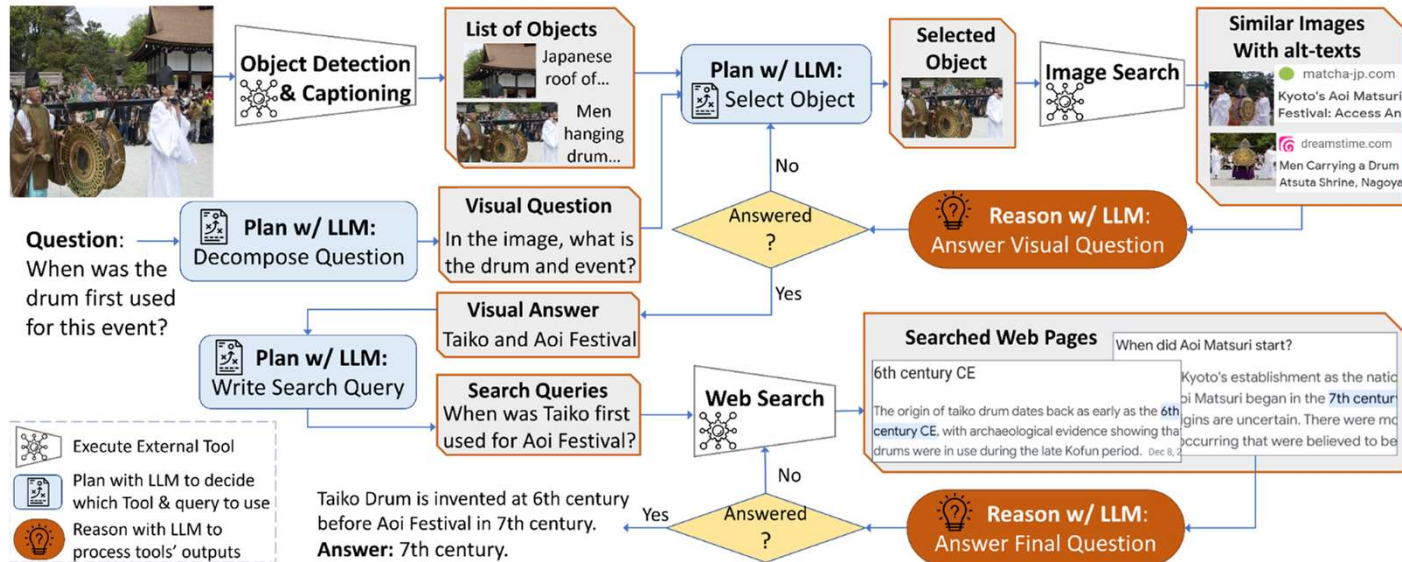 Object Detection
& Captioning
List of Objects
Japanese
roof of...
Men
hanging
drum...
Plan w/ LLM:
Select Object
Selected
Object
Image Search
Similar Images
With alt-texts
matcha-jp.com
Kyoto's Aoi Matsuri
Festival: Access An
dreamstime.com
Men Carrying a Drum
Atsuta Shrine, Nagoya
No
Question:
When was the
drum first used
for this event?
Plan w/ LLM:
Decompose Question
Visual Question
In the image, what is
the drum and event?
Answered
?
Reason w/ LLM:
Answer Visual Question
Yes
Visual Answer
Taiko and Aoi Festival
Plan w/ LLM:
Write Search Query
Search Queries
When was Taiko first
used for Aoi Festival?
Web Search
Searched Web Pages
When did Aoi Matsuri start?
6th century CE
The origin of taiko drum dates back as early as the 6th
century CE, with archaeological evidence showing tha
drums were in use during the late Kofun period. Dec 8, 2
Kyoto's establishment as the natio
oi Matsuri began in the 7th century
gins are uncertain. There were mo
occurring that were believed to be
Execute External Tool
Plan with LLM to decide
which Tool & query to use
Reason with LLM to
process tools' outputs
Taiko Drum is invented at 6th century
before Aoi Festival in 7th century.
Answer: 7th century.
Yes
No
Answered
?
Reason w/ LLM:
Answer Final Question